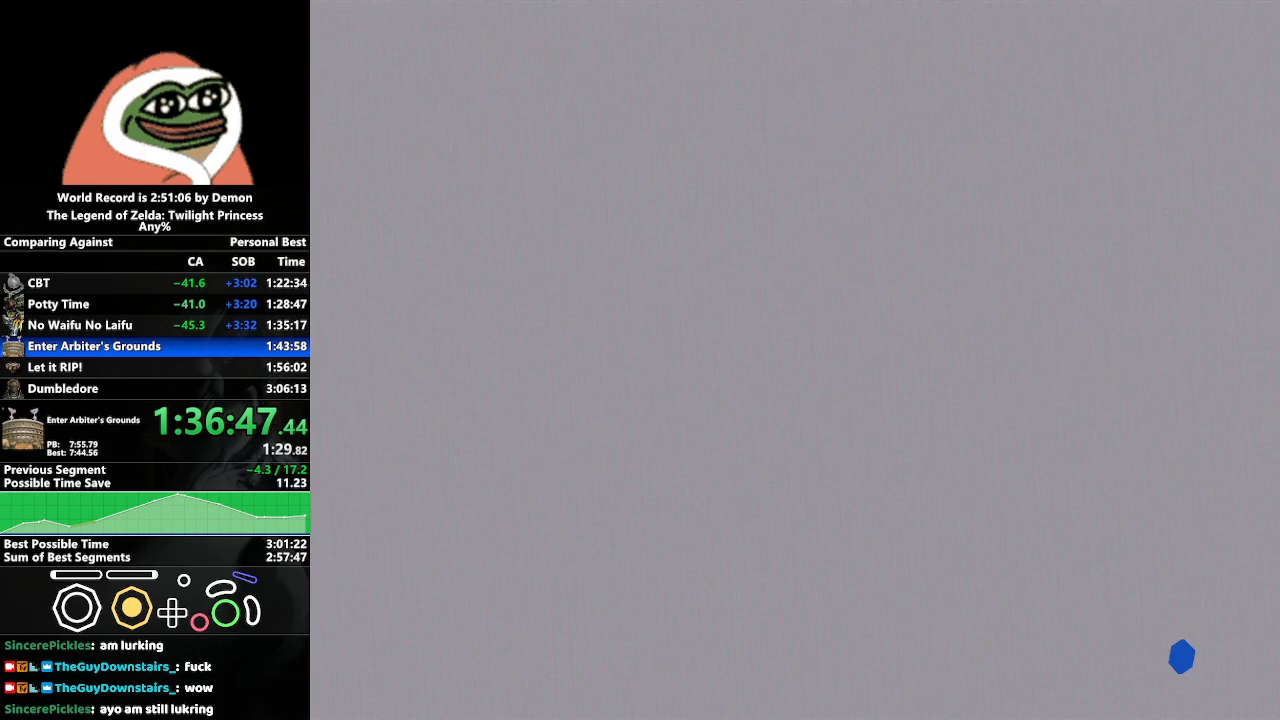 World Record is 2:51:06 by Demon
The Legend of Zelda: Twilight Princess
Any%
Comparing Against Personal Best
CA SOB Time
CBT −41.6 +3:02 1:22:34
Potty Time −41.0 +3:20 1:28:47
No Waifu No Laifu −45.3 +3:32 1:35:17
Enter Arbiter's Grounds 1:43:58
Let it RIP! 1:56:02
Dumbledore 3:06:13
Enter Arbiter's Grounds 1:36:47.44
PB: 7:55.79
Best: 7:44.56 1:29.82
Previous Segment −4.3 / 17.2
Possible Time Save 11.23
Best Possible Time 3:01:22
Sum of Best Segments 2:57:47
SincerePickles: am lurking
TheGuyDownstairs_: fuck
TheGuyDownstairs_: wow
SincerePickles: ayo am still lukring